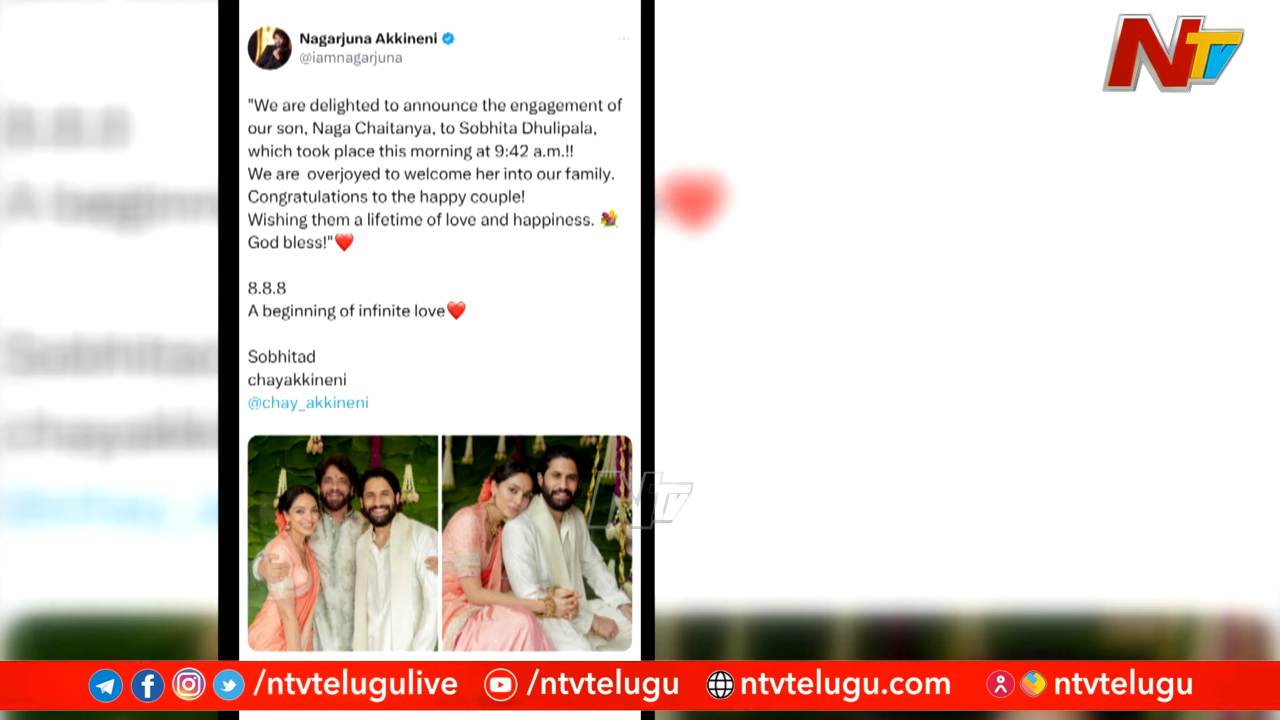 Nagarjuna Akkineni
@iamnagarjuna
NTV
"We are delighted to announce the engagement of
our son, Naga Chaitanya, to Sobhita Dhulipala,
which took place this morning at 9:42 a.m.!!
We are overjoyed to welcome her into our family.
Congratulations to the happy couple!
Wishing them a lifetime of love and happiness. 💐
God bless!"❤️
8.8.8
A beginning of infinite love❤️
Sobhitad
chayakkineni
@chay_akkineni
NTV
/ntvtelugulive
/ntvtelugu
ntvtelugu.com
ntvtelugu